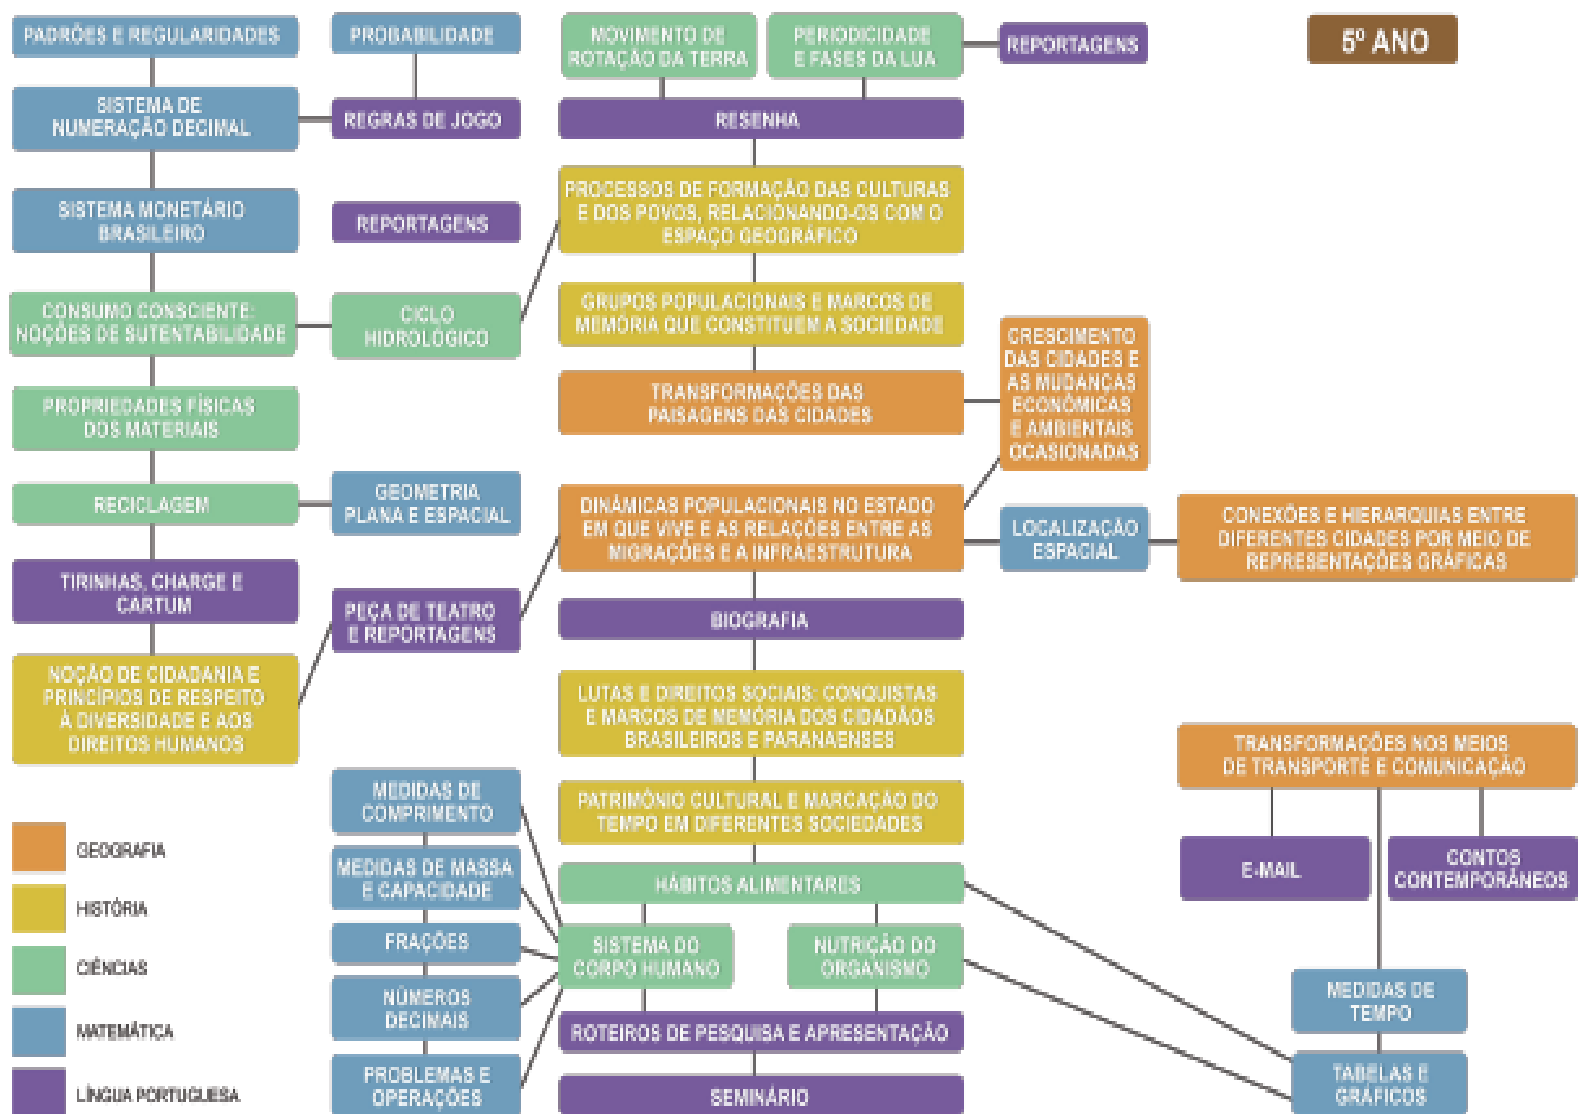 PADRÕES E REGULARIDADES
PROBABILIDADE
MOVIMENTO DE
ROTAÇÃO DA TERRA
PERIODICIDADE
E FASES DA LUA
REPORTAGENS
5º ANO
SISTEMA DE
NUMERAÇÃO DECIMAL
REGRAS DE JOGO
RESENHA
SISTEMA MONETÁRIO
BRASILEIRO
REPORTAGENS
PROCESSOS DE FORMAÇÃO DAS CULTURAS
E DOS POVOS, RELACIONANDO-OS COM O
ESPAÇO GEOGRÁFICO
CONSUMO CONSCIENTE:
NOÇÕES DE SUTENTABILIDADE
CICLO
HIDROLÓGICO
GRUPOS POPULACIONAIS E MARCOS DE
MEMÓRIA QUE CONSTITUEM A SOCIEDADE
CRESCIMENTO
DAS CIDADES E
AS MUDANÇAS
ECONÔMICAS
E AMBIENTAIS
OCASIONADAS
PROPRIEDADES FÍSICAS
DOS MATERIAIS
TRANSFORMAÇÕES DAS
PAISAGENS DAS CIDADES
RECICLAGEM
GEOMETRIA
PLANA E ESPACIAL
DINÂMICAS POPULACIONAIS NO ESTADO
EM QUE VIVE E AS RELAÇÕES ENTRE AS
MIGRAÇÕES E A INFRAESTRUTURA
LOCALIZAÇÃO
ESPACIAL
CONEXÕES E HIERARQUIAS ENTRE
DIFERENTES CIDADES POR MEIO DE
REPRESENTAÇÕES GRÁFICAS
TIRINHAS, CHARGE E
CARTUM
PEÇA DE TEATRO
E REPORTAGENS
BIOGRAFIA
NOÇÃO DE CIDADANIA E
PRINCÍPIOS DE RESPEITO
À DIVERSIDADE E AOS
DIREITOS HUMANOS
LUTAS E DIREITOS SOCIAIS: CONQUISTAS
E MARCOS DE MEMÓRIA DOS CIDADÃOS
BRASILEIROS E PARANAENSES
TRANSFORMAÇÕES NOS MEIOS
DE TRANSPORTE E COMUNICAÇÃO
MEDIDAS DE
COMPRIMENTO
PATRIMÔNIO CULTURAL E MARCAÇÃO DO
TEMPO EM DIFERENTES SOCIEDADES
E-MAIL
CONTOS
CONTEMPORÂNEOS
MEDIDAS DE MASSA
E CAPACIDADE
HÁBITOS ALIMENTARES
FRAÇÕES
SISTEMA DO
CORPO HUMANO
NUTRIÇÃO DO
ORGANISMO
NÚMEROS
DECIMAIS
ROTEIROS DE PESQUISA E APRESENTAÇÃO
MEDIDAS DE
TEMPO
PROBLEMAS E
OPERAÇÕES
SEMINÁRIO
TABELAS E
GRÁFICOS
GEOGRAFIA
HISTÓRIA
CIÊNCIAS
MATEMÁTICA
LÍNGUA PORTUGUESA